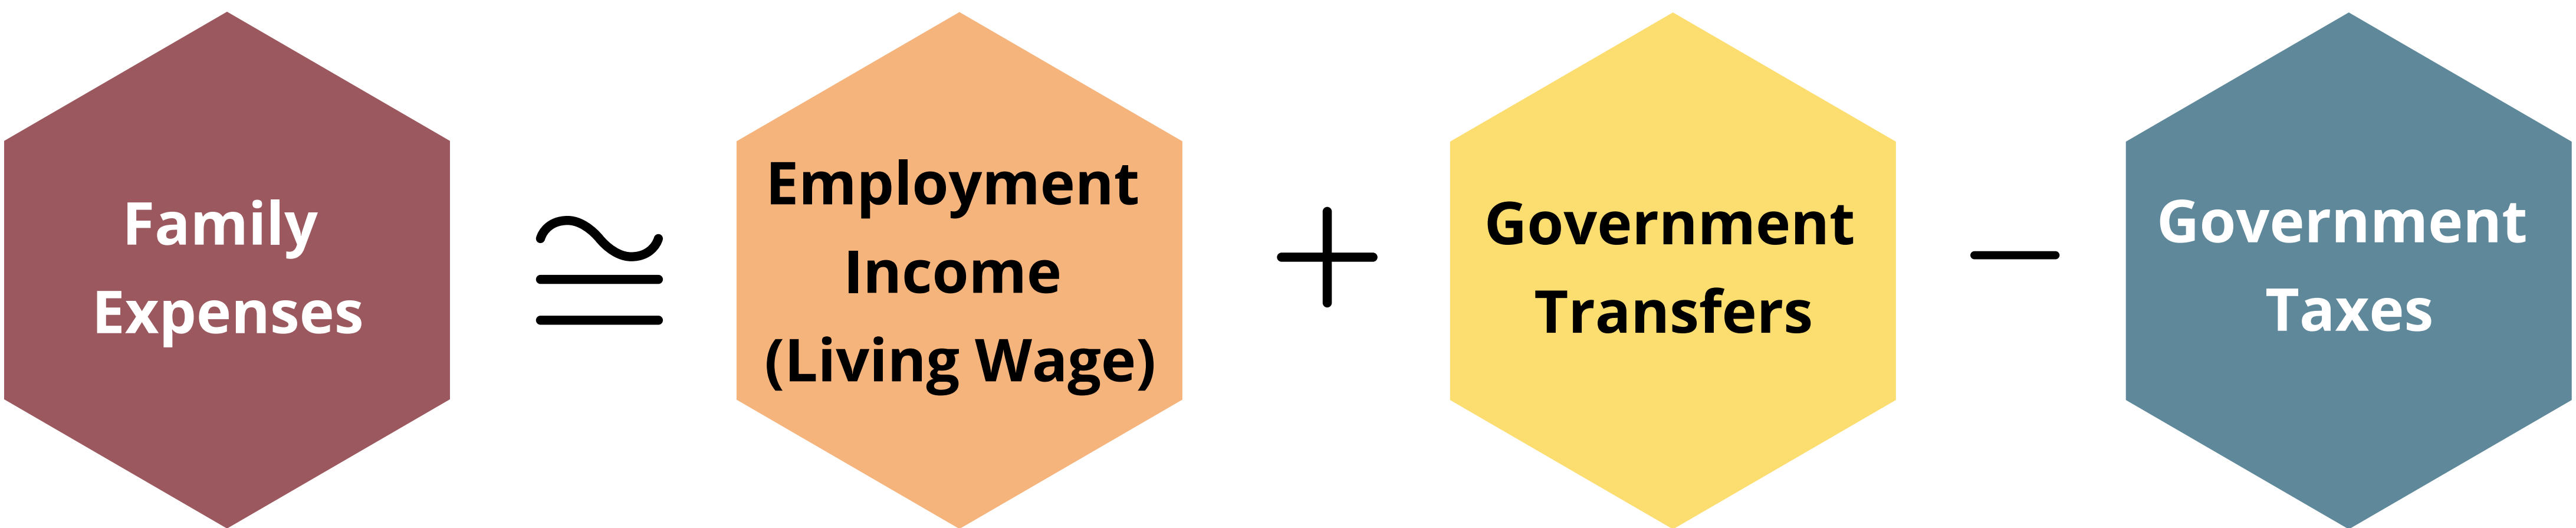 Family
Expenses
≅
Employment
Income
(Living Wage)
+
Government
Transfers
−
Government
Taxes